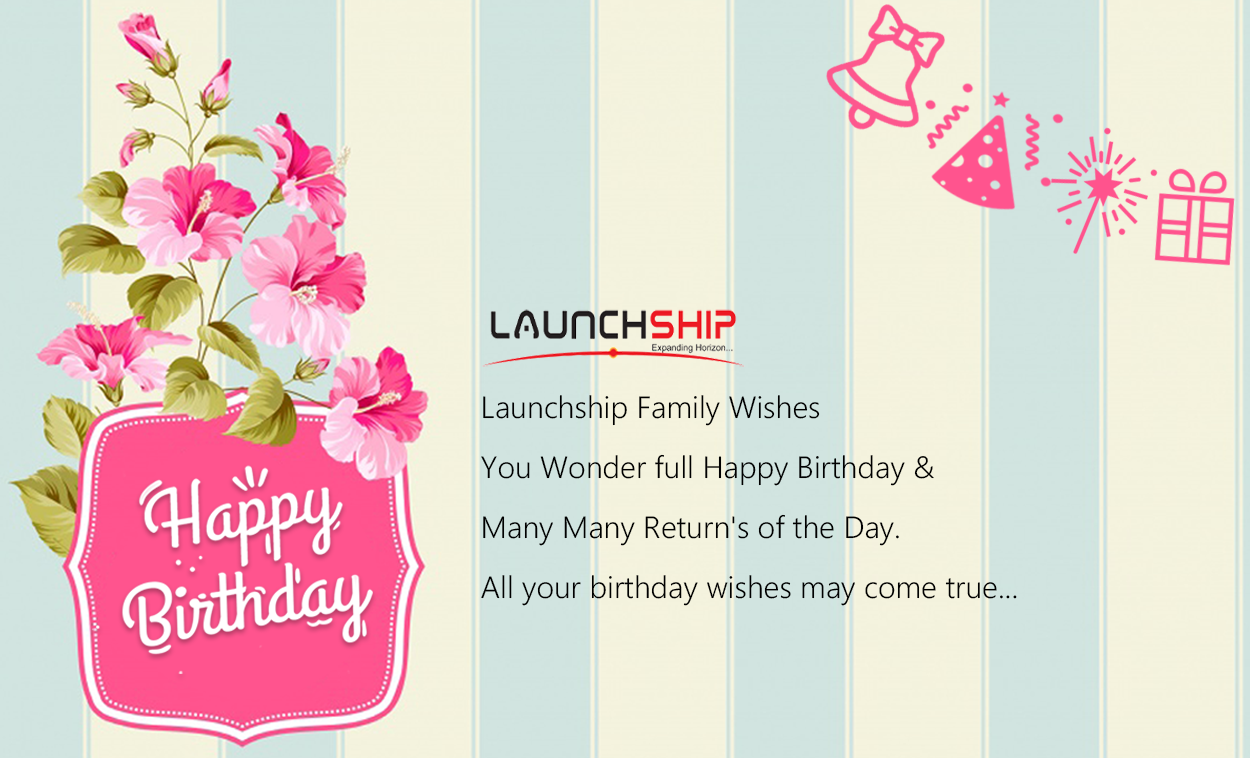 Happy
Birthday
LAUNCHSHIP
Expanding Horizon...
Launchship Family Wishes
You Wonder full Happy Birthday &
Many Many Return's of the Day.
All your birthday wishes may come true...